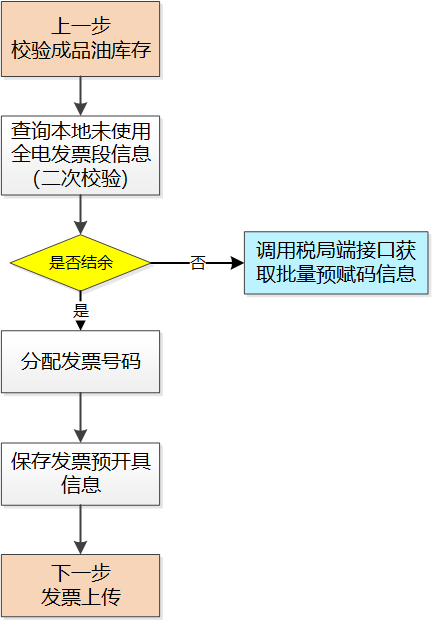 上一步
校验成品油库存
查询本地未使用
全电发票段信息
(二次校验)
是否结余
否
调用税局端接口获
取批量预赋码信息
是
分配发票号码
保存发票预开具
信息
下一步
发票上传